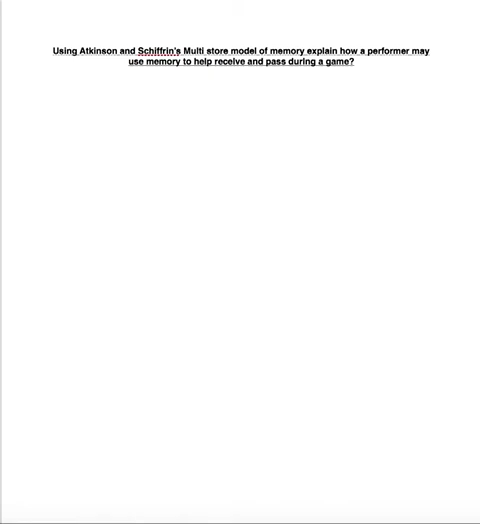 Using Atkinson and Schiffrin's Multi store model of memory explain how a performer may
use memory to help receive and pass during a game?